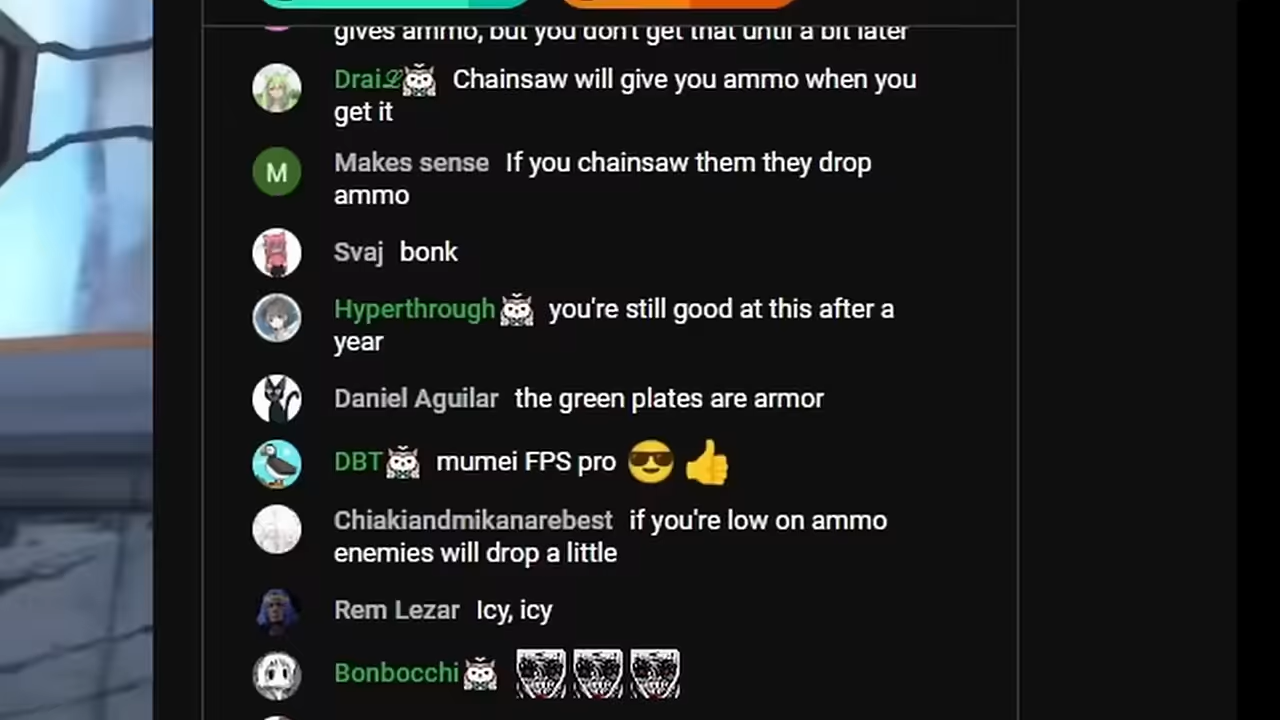 gives ammo, but you don't get that until a bit later
Drai𝓛 Chainsaw will give you ammo when you
get it
M Makes sense If you chainsaw them they drop
ammo
Svaj bonk
Hyperthrough you're still good at this after a
year
Daniel Aguilar the green plates are armor
DBT mumei FPS pro 😎👍
Chiakiandmikanarebest if you're low on ammo
enemies will drop a little
Rem Lezar Icy, icy
Bonbocchi